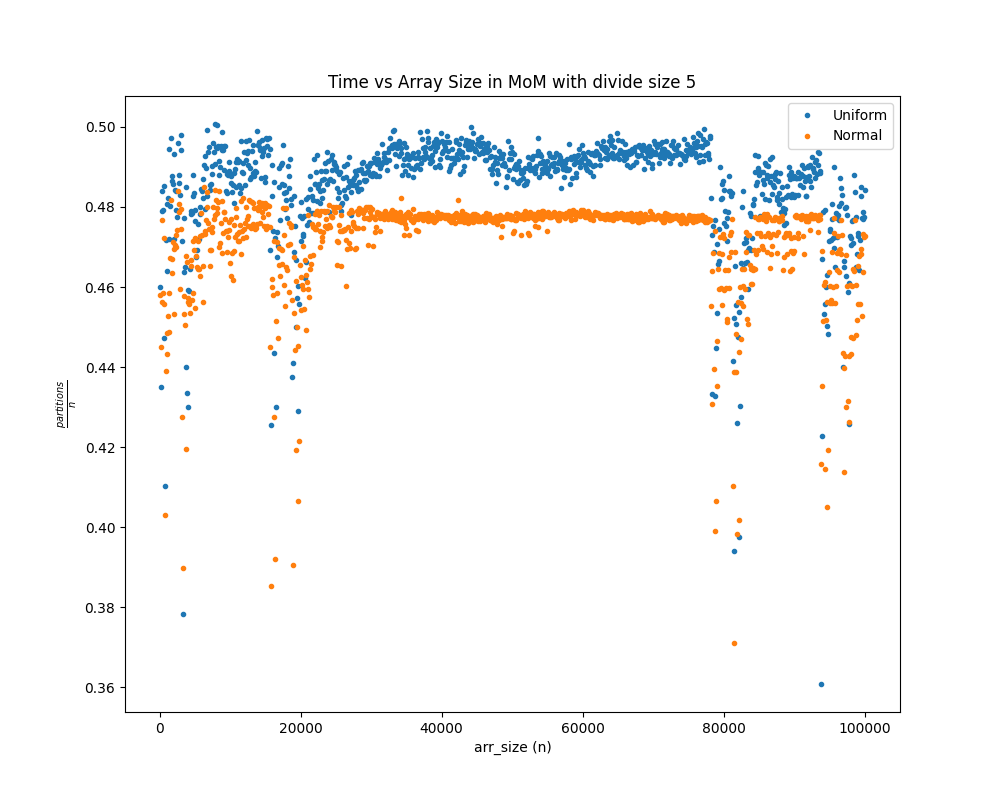 Time vs Array Size in MoM with divide size 5
Uniform
Normal
0.50
0.48
0.46
0.44
0.42
0.40
0.38
0.36
partitions
n
0 20000 40000 60000 80000 100000
arr_size (n)